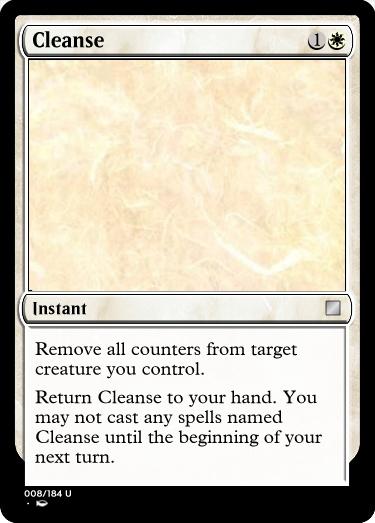 Cleanse 1
Instant
Remove all counters from target
creature you control.
Return Cleanse to your hand. You
may not cast any spells named
Cleanse until the beginning of your
next turn.
008/184 U